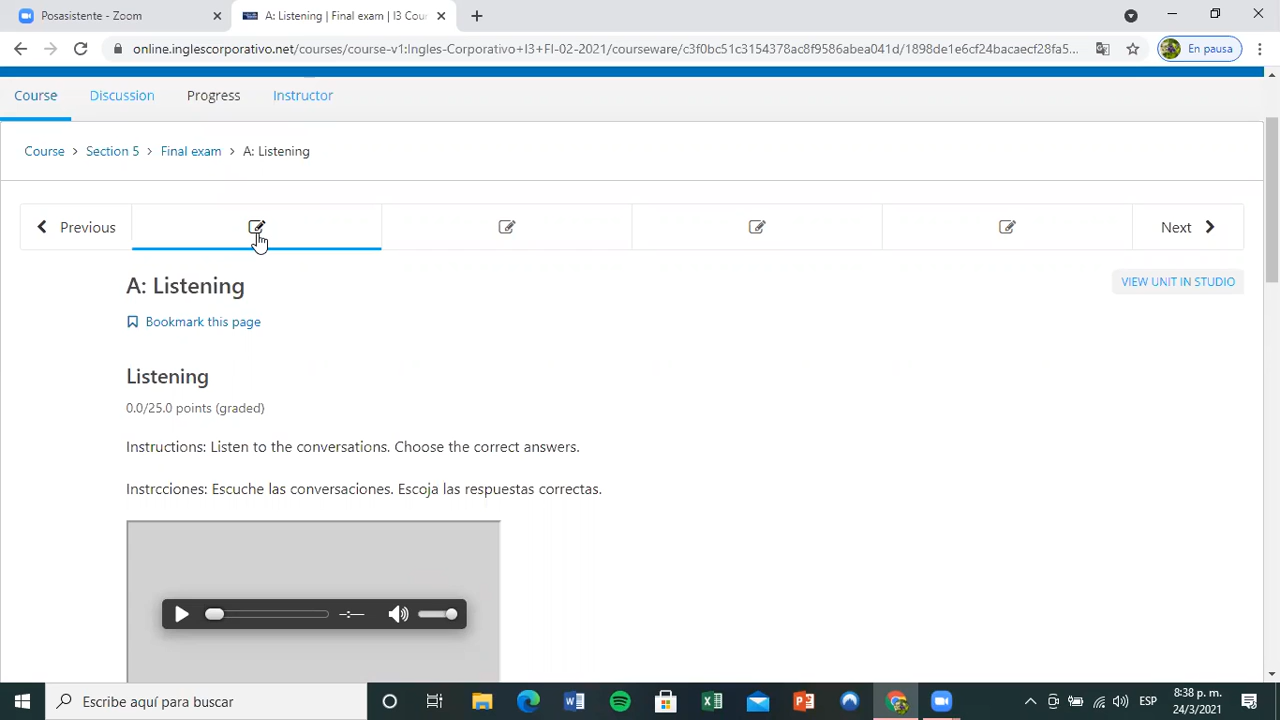 Posasistente - Zoom
A: Listening | Final exam | I3 Cour
online.inglescorporativo.net/courses/course-v1:Ingles-Corporativo+I3+FI-02-2021/courseware/c3f0bc51c3154378ac8f9586abea041d/1898de1e6cf24bacaecf28fa5...
En pausa
Course Discussion Progress Instructor
Course > Section 5 > Final exam > A: Listening
Previous
Next
A: Listening
VIEW UNIT IN STUDIO
Bookmark this page
Listening
0.0/25.0 points (graded)
Instructions: Listen to the conversations. Choose the correct answers.
Instrcciones: Escuche las conversaciones. Escoja las respuestas correctas.
-:--
Escribe aquí para buscar
ESP
8:38 p. m.
24/3/2021